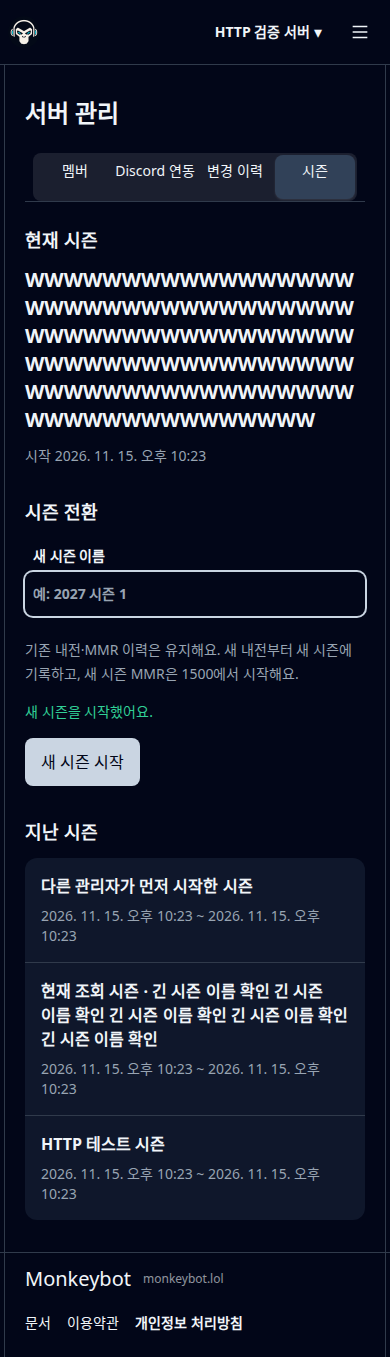 HTTP 검증 서버 ▾
서버 관리
멤버 Discord 연동 변경 이력 시즌
현재 시즌
WWWWWWWWWWWWWWWWW
WWWWWWWWWWWWWWWWW
WWWWWWWWWWWWWWWWW
WWWWWWWWWWWWWWWWW
WWWWWWWWWWWWWWWWW
WWWWWWWWWWWWWWW
시작 2026. 11. 15. 오후 10:23
시즌 전환
새 시즌 이름
예: 2027 시즌 1
기존 내전·MMR 이력은 유지해요. 새 내전부터 새 시즌에
기록하고, 새 시즌 MMR은 1500에서 시작해요.
새 시즌을 시작했어요.
새 시즌 시작
지난 시즌
다른 관리자가 먼저 시작한 시즌
2026. 11. 15. 오후 10:23 ~ 2026. 11. 15. 오후
10:23
현재 조회 시즌 · 긴 시즌 이름 확인 긴 시즌
이름 확인 긴 시즌 이름 확인 긴 시즌 이름 확인
긴 시즌 이름 확인
2026. 11. 15. 오후 10:23 ~ 2026. 11. 15. 오후
10:23
HTTP 테스트 시즌
2026. 11. 15. 오후 10:23 ~ 2026. 11. 15. 오후
10:23
Monkeybot monkeybot.lol
문서 이용약관 개인정보 처리방침